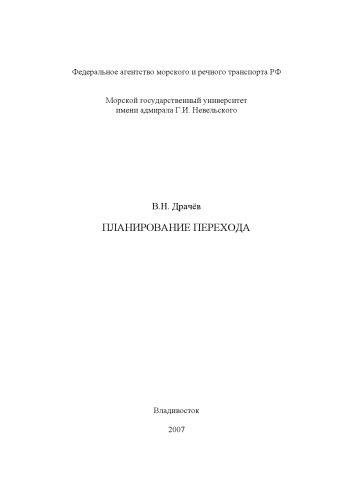 Федеральное агентство морского и речного транспорта РФ
Морской государственный университет
имени адмирала Г.И. Невельского
В.Н. Драчёв
ПЛАНИРОВАНИЕ ПЕРЕХОДА
Владивосток
2007